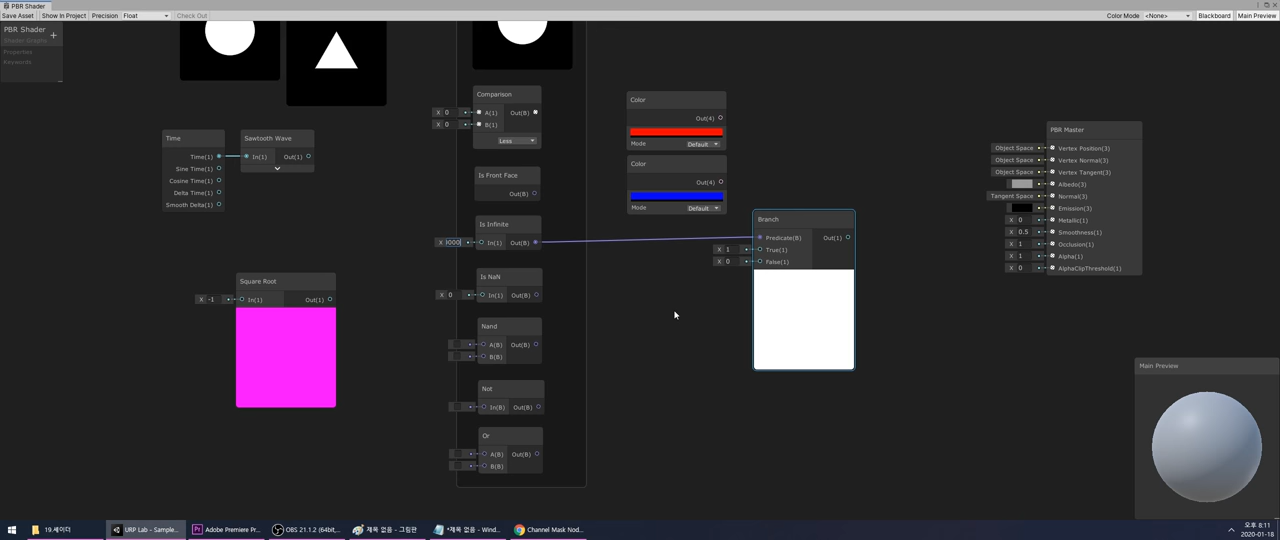 PBR Shader
Save Asset Show In Project Precision Float Check Out Color Mode <None> Blackboard Main Preview
PBR Shader
Shader Graphs
Properties
Keywords
Time
Time(1)
Sine Time(1)
Cosine Time(1)
Delta Time(1)
Smooth Delta(1)
Sawtooth Wave
In(1) Out(1)
Square Root
X -1 In(1) Out(1)
Comparison
X 0 A(1) Out(B)
X 0 B(1)
Less
Is Front Face
Out(B)
Is Infinite
X In(1) Out(B)
Is NaN
X 0 In(1) Out(B)
Nand
A(B) Out(B)
B(B)
Not
In(B) Out(B)
Or
A(B) Out(B)
B(B)
Color
Out(4)
Mode Default
Color
Out(4)
Mode Default
Branch
Predicate(B) Out(1)
X 1 True(1)
X 0 False(1)
PBR Master
Object Space Vertex Position(3)
Object Space Vertex Normal(3)
Object Space Vertex Tangent(3)
Albedo(3)
Tangent Space Normal(3)
Emission(3)
X 0 Metallic(1)
X 0.5 Smoothness(1)
X 1 Occlusion(1)
X 1 Alpha(1)
X 0 AlphaClipThreshold(1)
Main Preview
19.셰이더 URP Lab - Sample... Adobe Premiere Pr... OBS 21.1.2 (64bit,... 제목 없음 - 그림판 *제목 없음 - Wind... Channel Mask Nod...
오후 8:11
2020-01-18